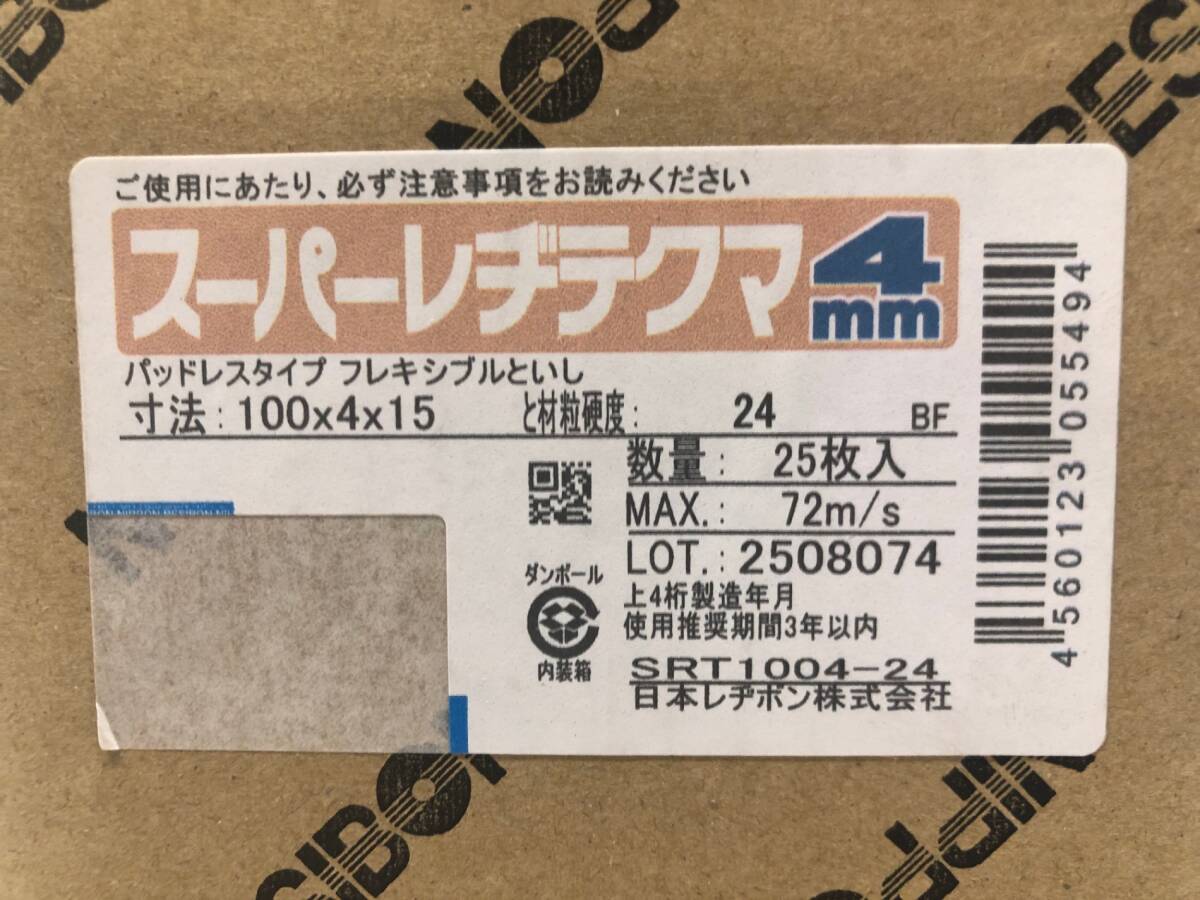 ご使用にあたり、必ず注意事項をお読みください
スーパーレヂテクマ 4mm
パッドレスタイプ フレキシブルといし
寸法:100x4x15 と材粒硬度: 24 BF
数量: 25枚入
MAX.: 72m/s
LOT.:2508074
上4桁製造年月
使用推奨期間3年以内
SRT1004-24
日本レヂボン株式会社
ダンボール
内装箱
4 560123 055494